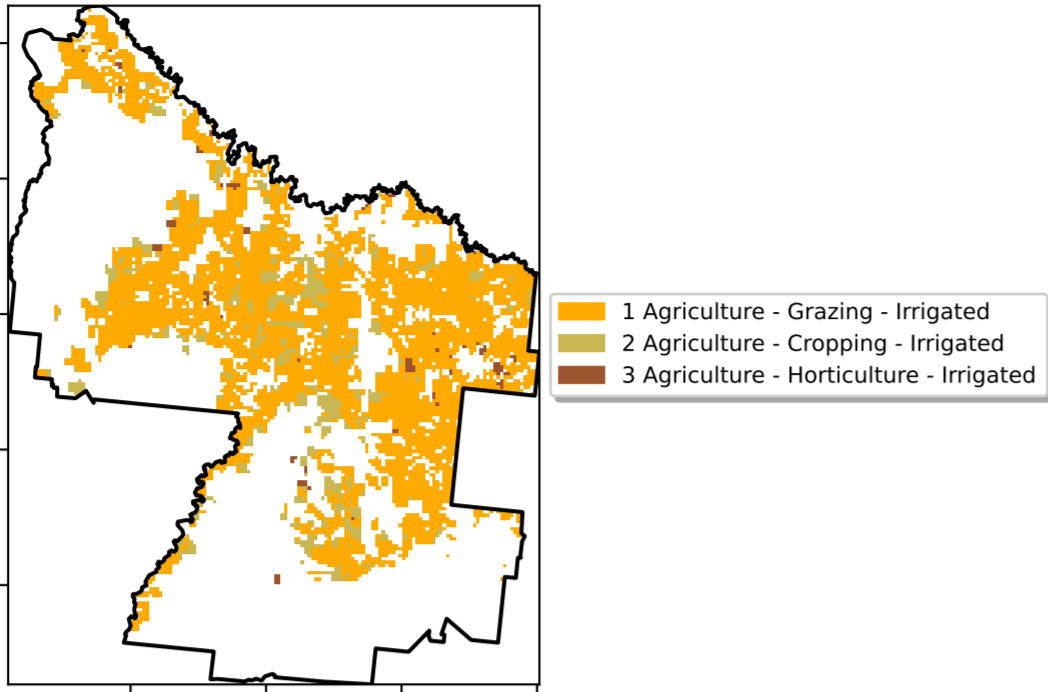 1 Agriculture - Grazing - Irrigated
2 Agriculture - Cropping - Irrigated
3 Agriculture - Horticulture - Irrigated